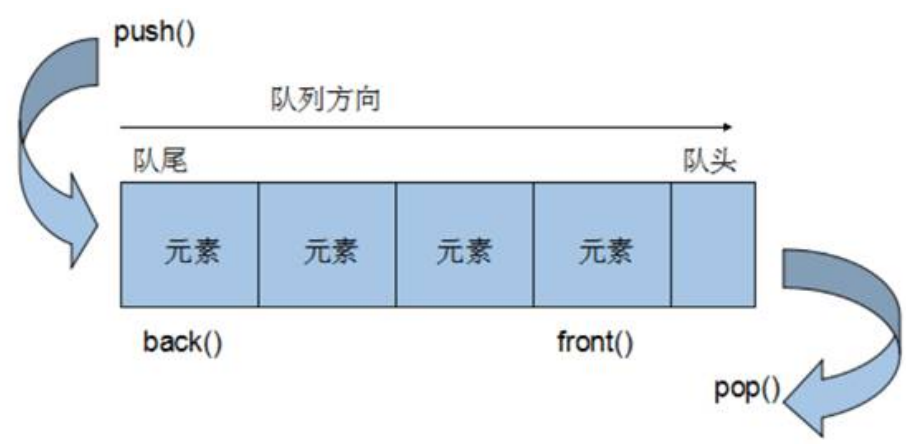 push()
队列方向
队尾 队头
元素 元素 元素 元素
back() front()
pop()